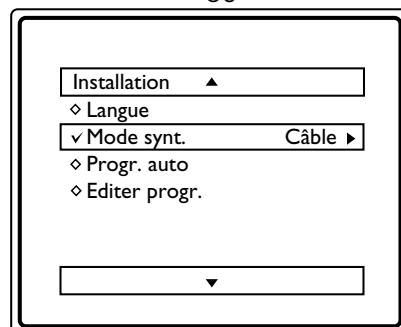 Installation ▲
◇ Langue
✓ Mode synt. Câble ▶
◇ Progr. auto
◇ Editer progr.
▼